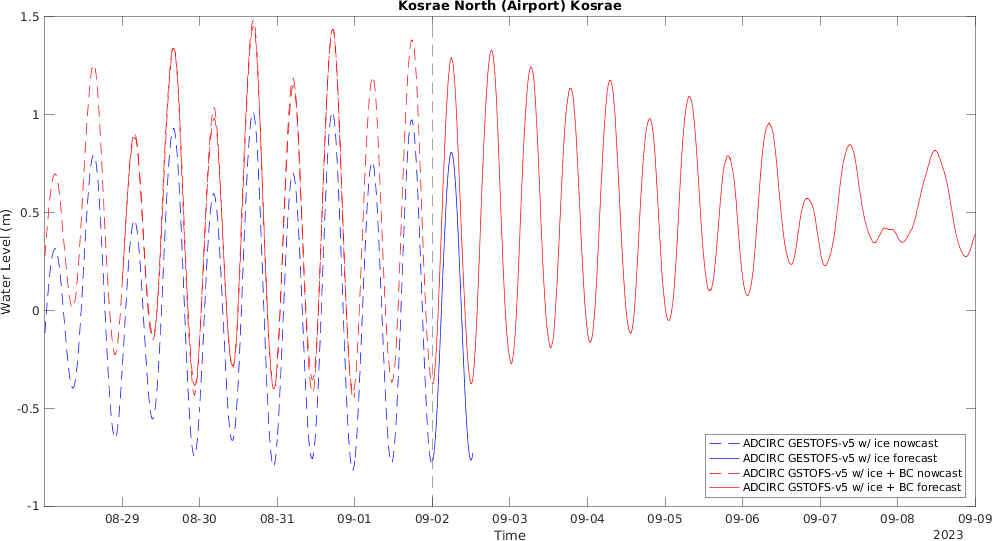 Kosrae North (Airport) Kosrae
Water Level (m)
1.5
1
0.5
0
-0.5
-1
08-29 08-30 08-31 09-01 09-02 09-03 09-04 09-05 09-06 09-07 09-08 09-09
Time
2023
ADCIRC GESTOFS-v5 w/ ice nowcast
ADCIRC GESTOFS-v5 w/ ice forecast
ADCIRC GSTOFS-v5 w/ ice + BC nowcast
ADCIRC GSTOFS-v5 w/ ice + BC forecast